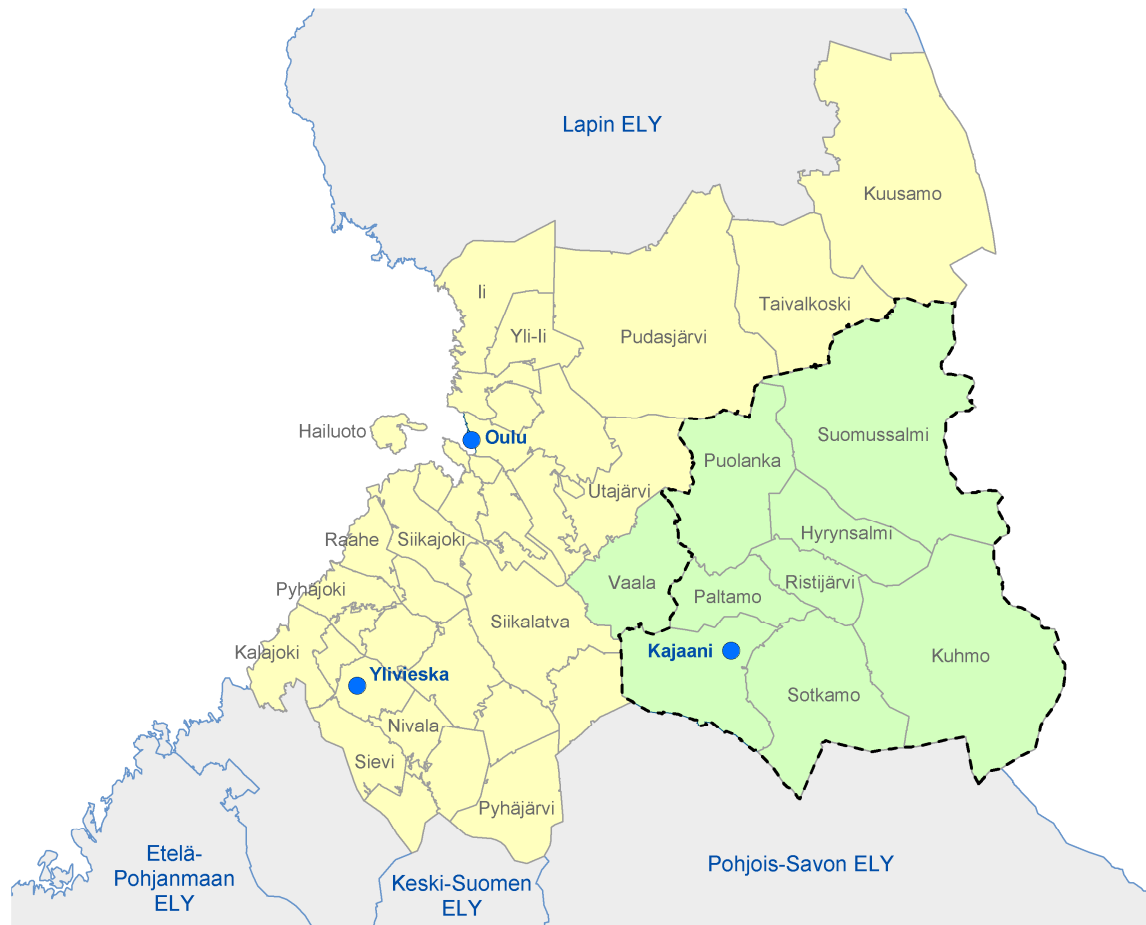 Lapin ELY
Kuusamo
Ii
Taivalkoski
Yli-Ii
Pudasjärvi
Hailuoto
Oulu
Suomussalmi
Puolanka
Utajärvi
Raahe
Siikajoki
Hyrynsalmi
Pyhäjoki
Vaala
Ristijärvi
Paltamo
Siikalatva
Kalajoki
Kajaani
Kuhmo
Ylivieska
Sotkamo
Nivala
Sievi
Pyhäjärvi
Etelä-
Pohjanmaan
ELY
Keski-Suomen
ELY
Pohjois-Savon ELY